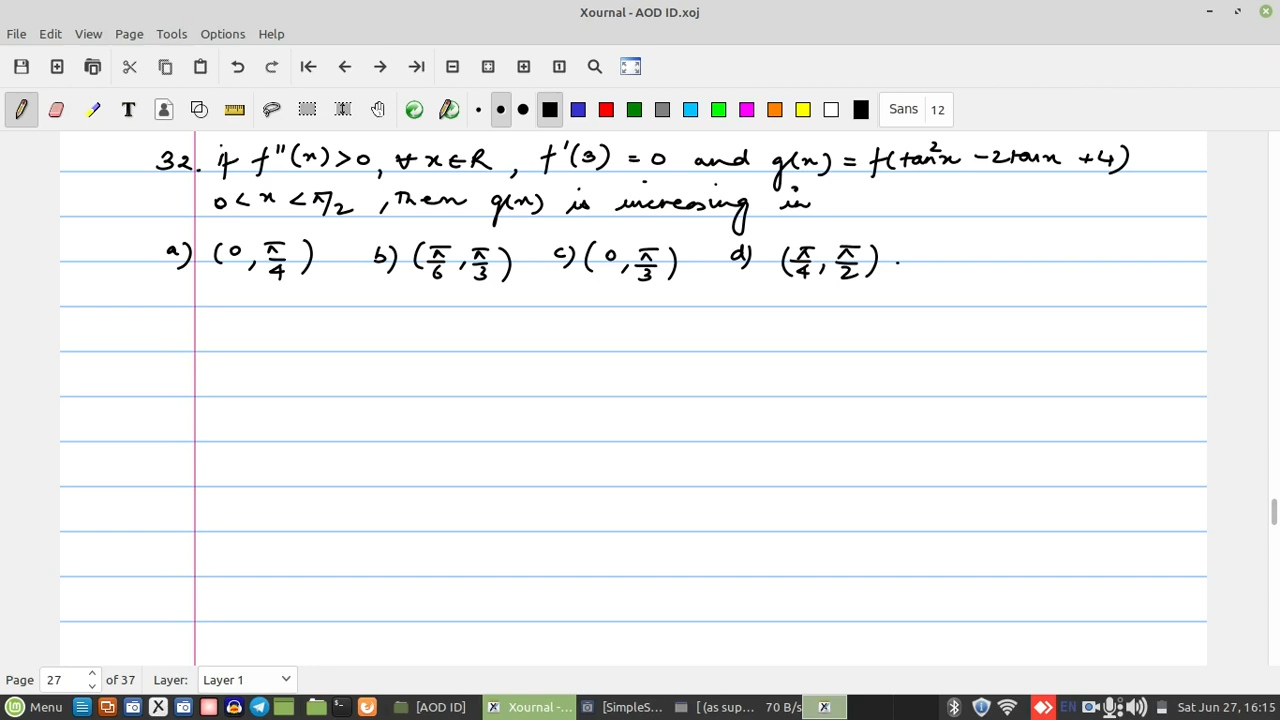 Xournal - AOD ID.xoj
File Edit View Page Tools Options Help
Sans 12
32. if f''(x)>0, ∀ x∈R, f'(3) = 0 and g(x) = f(tan²x -2tanx +4)
0 < x < π/2, then g(x) is increasing in
a) (0, π/4) b) (π/6, π/3) c) (0, π/3) d) (π/4, π/2).
Page 27 of 37 Layer: Layer 1
Menu [AOD ID] Xournal -... [SimpleS... [ (as sup... 70 B/s EN Sat Jun 27, 16:15